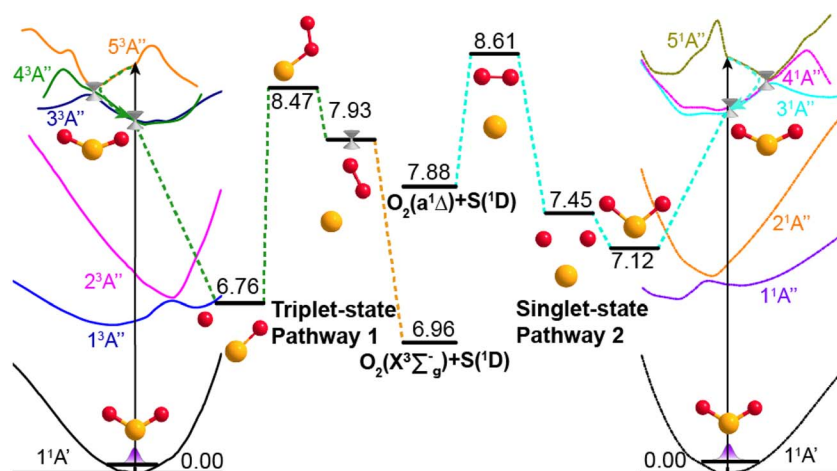 5³A''
4³A''
3³A''
2³A''
1³A''
1¹A'
0.00
6.76
8.47
7.93
Triplet-state
Pathway 1
7.88
O₂(a¹Δ)+S(¹D)
6.96
O₂(X³Σ⁻g)+S(¹D)
8.61
7.45
7.12
Singlet-state
Pathway 2
5¹A''
4¹A''
3¹A''
2¹A''
1¹A''
0.00
1¹A'